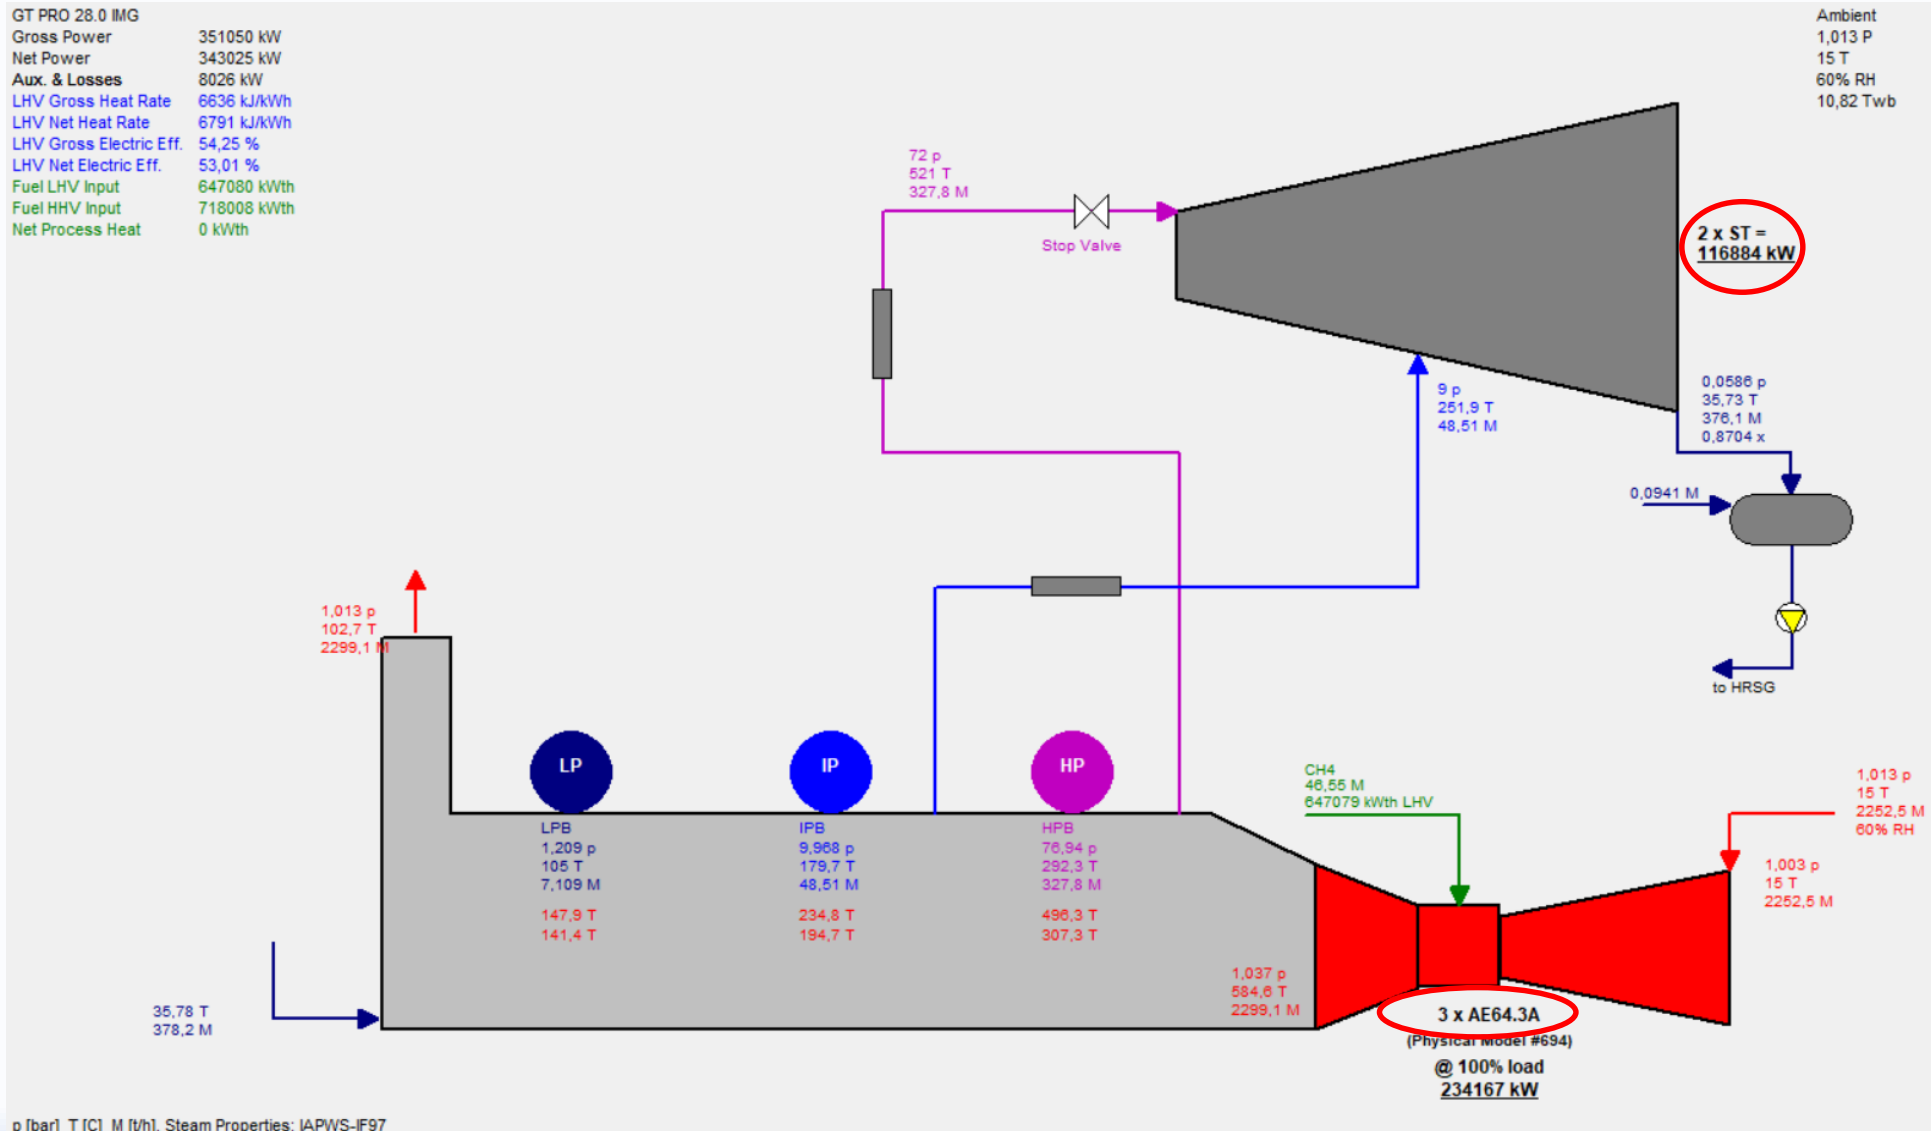 GT PRO 28.0 IMG
Gross Power 351050 kW
Net Power 343025 kW
Aux. & Losses 8026 kW
LHV Gross Heat Rate 6636 kJ/kWh
LHV Net Heat Rate 6791 kJ/kWh
LHV Gross Electric Eff. 54,25 %
LHV Net Electric Eff. 53,01 %
Fuel LHV Input 647080 kWth
Fuel HHV Input 718008 kWth
Net Process Heat 0 kWth
Ambient
1,013 P
15 T
60% RH
10,82 Twb
72 p
521 T
327,8 M
Stop Valve
2 x ST =
116884 kW
9 p
251,9 T
48,51 M
0,0586 p
35,73 T
376,1 M
0,8704 x
0,0941 M
to HRSG
1,013 p
102,7 T
2299,1 M
LP
IP
HP
LPB
1,209 p
105 T
7,109 M
147,9 T
141,4 T
IPB
9,968 p
179,7 T
48,51 M
234,8 T
194,7 T
HPB
76,94 p
292,3 T
327,8 M
496,3 T
307,3 T
CH4
46,55 M
647079 kWth LHV
1,013 p
15 T
2252,5 M
60% RH
1,003 p
15 T
2252,5 M
1,037 p
584,6 T
2299,1 M
35,78 T
378,2 M
3 x AE64.3A
(Physical Model #694)
@ 100% load
234167 kW
p [bar] T [C] M [t/h], Steam Properties: IAPWS-IF97